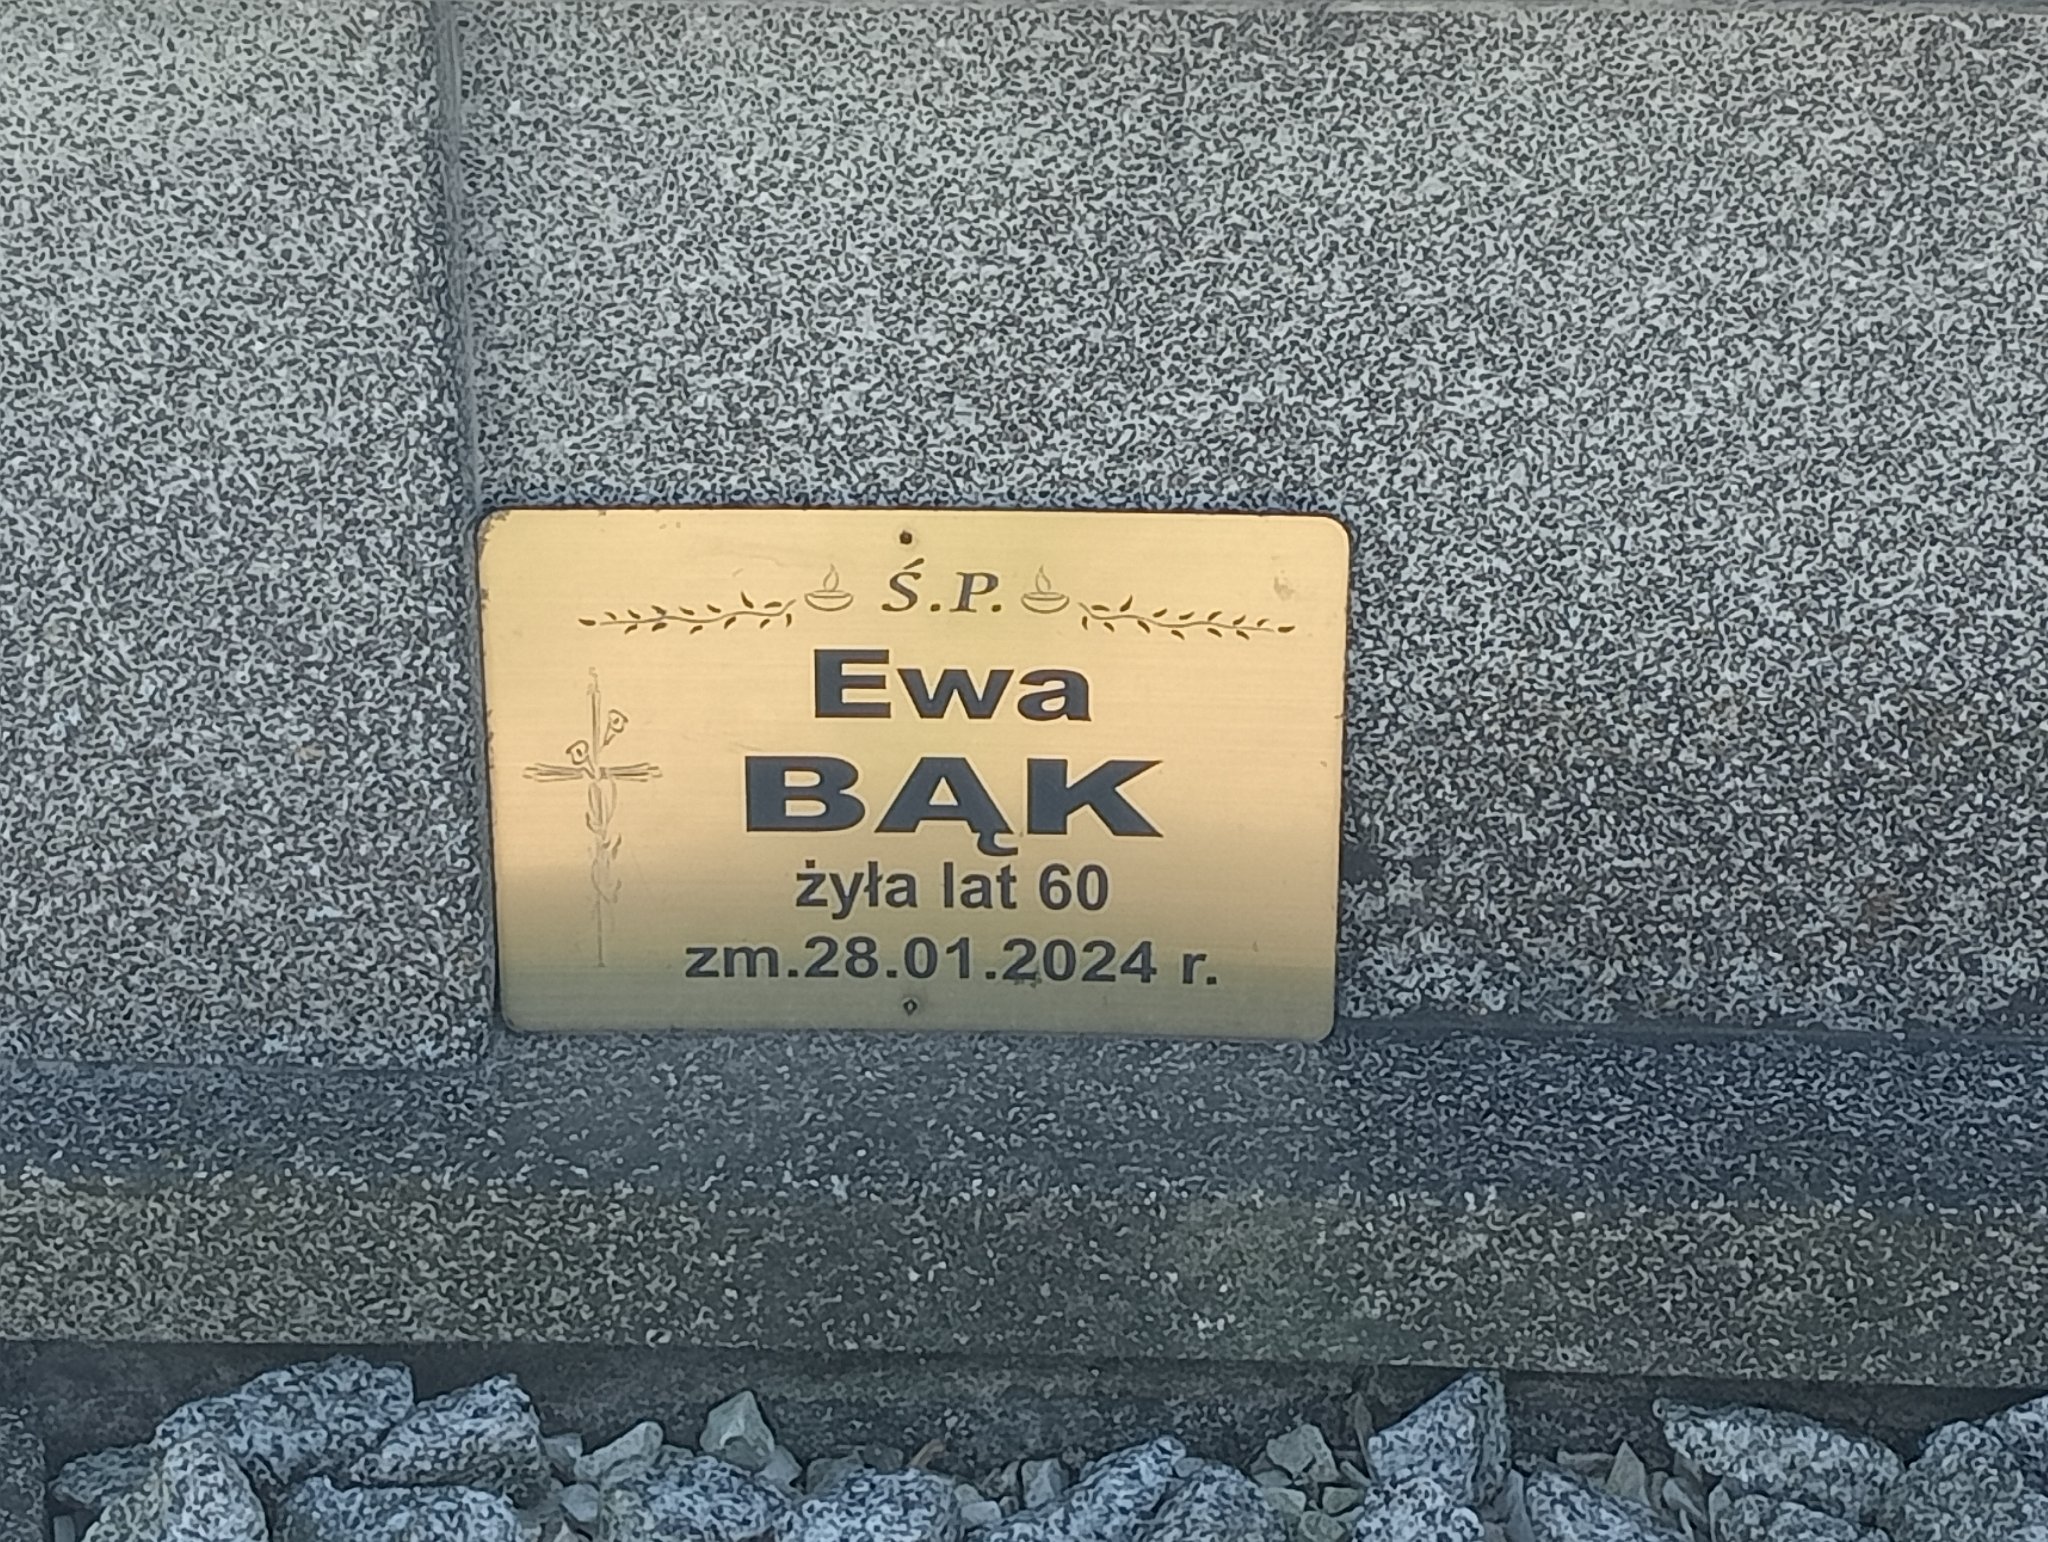 Ś.P.
Ewa
BĄK
żyła lat 60
zm.28.01.2024 r.